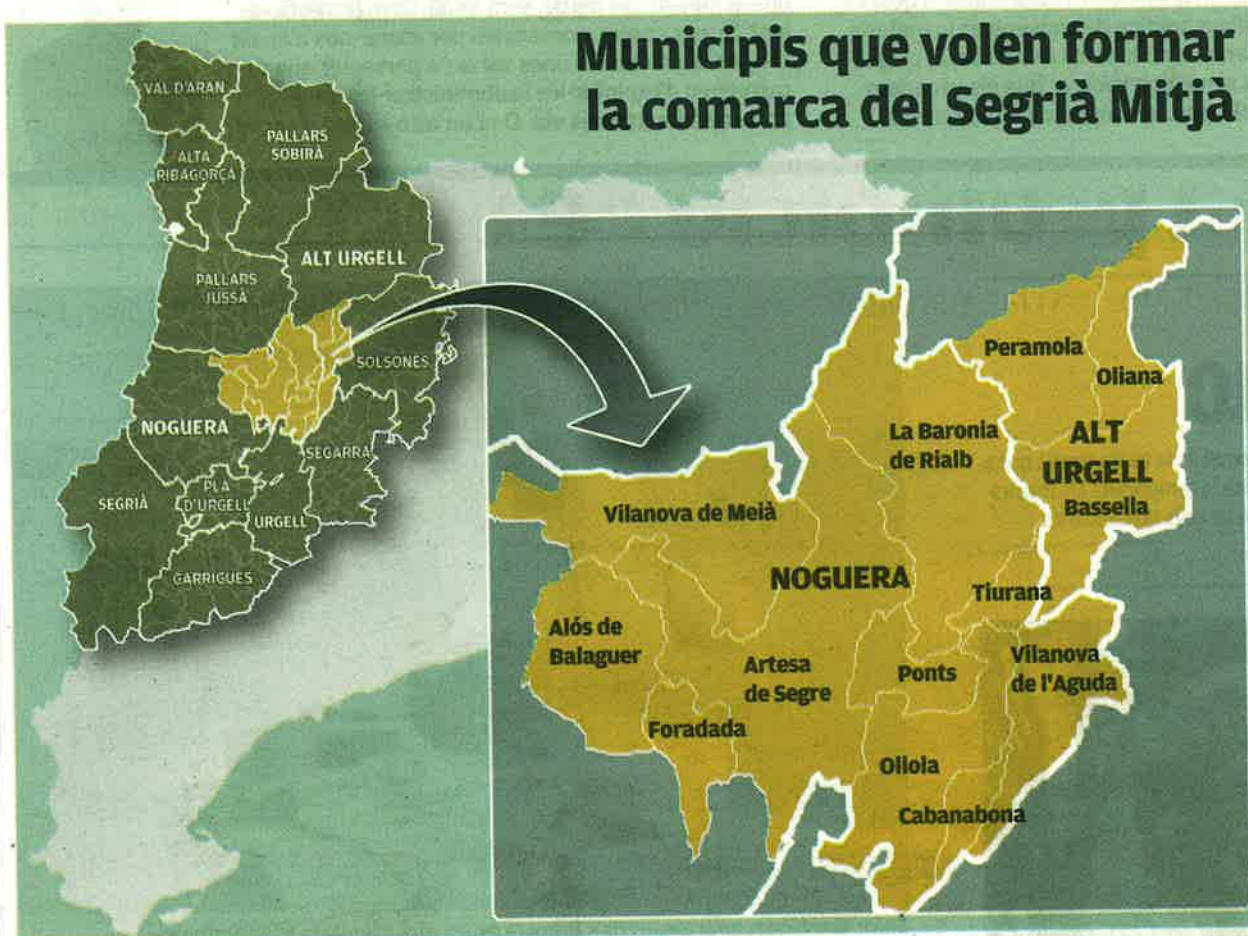 Municipis que volen formar
la comarca del Segrià Mitjà
VAL D'ARAN
PALLARS
SOBIRÀ
ALTA
RIBAGORÇA
ALT URGELL
PALLARS
JUSSÀ
SOLSONÈS
NOGUERA
SEGARRA
SEGRIÀ
PLA
D'URGELL
URGELL
GARRIGUES
Peramola
Oliana
La Baronia
de Rialb
ALT
URGELL
Bassella
Vilanova de Meià
NOGUERA
Tiurana
Alós de
Balaguer
Artesa
de Segre
Ponts
Vilanova
de l'Aguda
Foradada
Oliola
Cabanabona